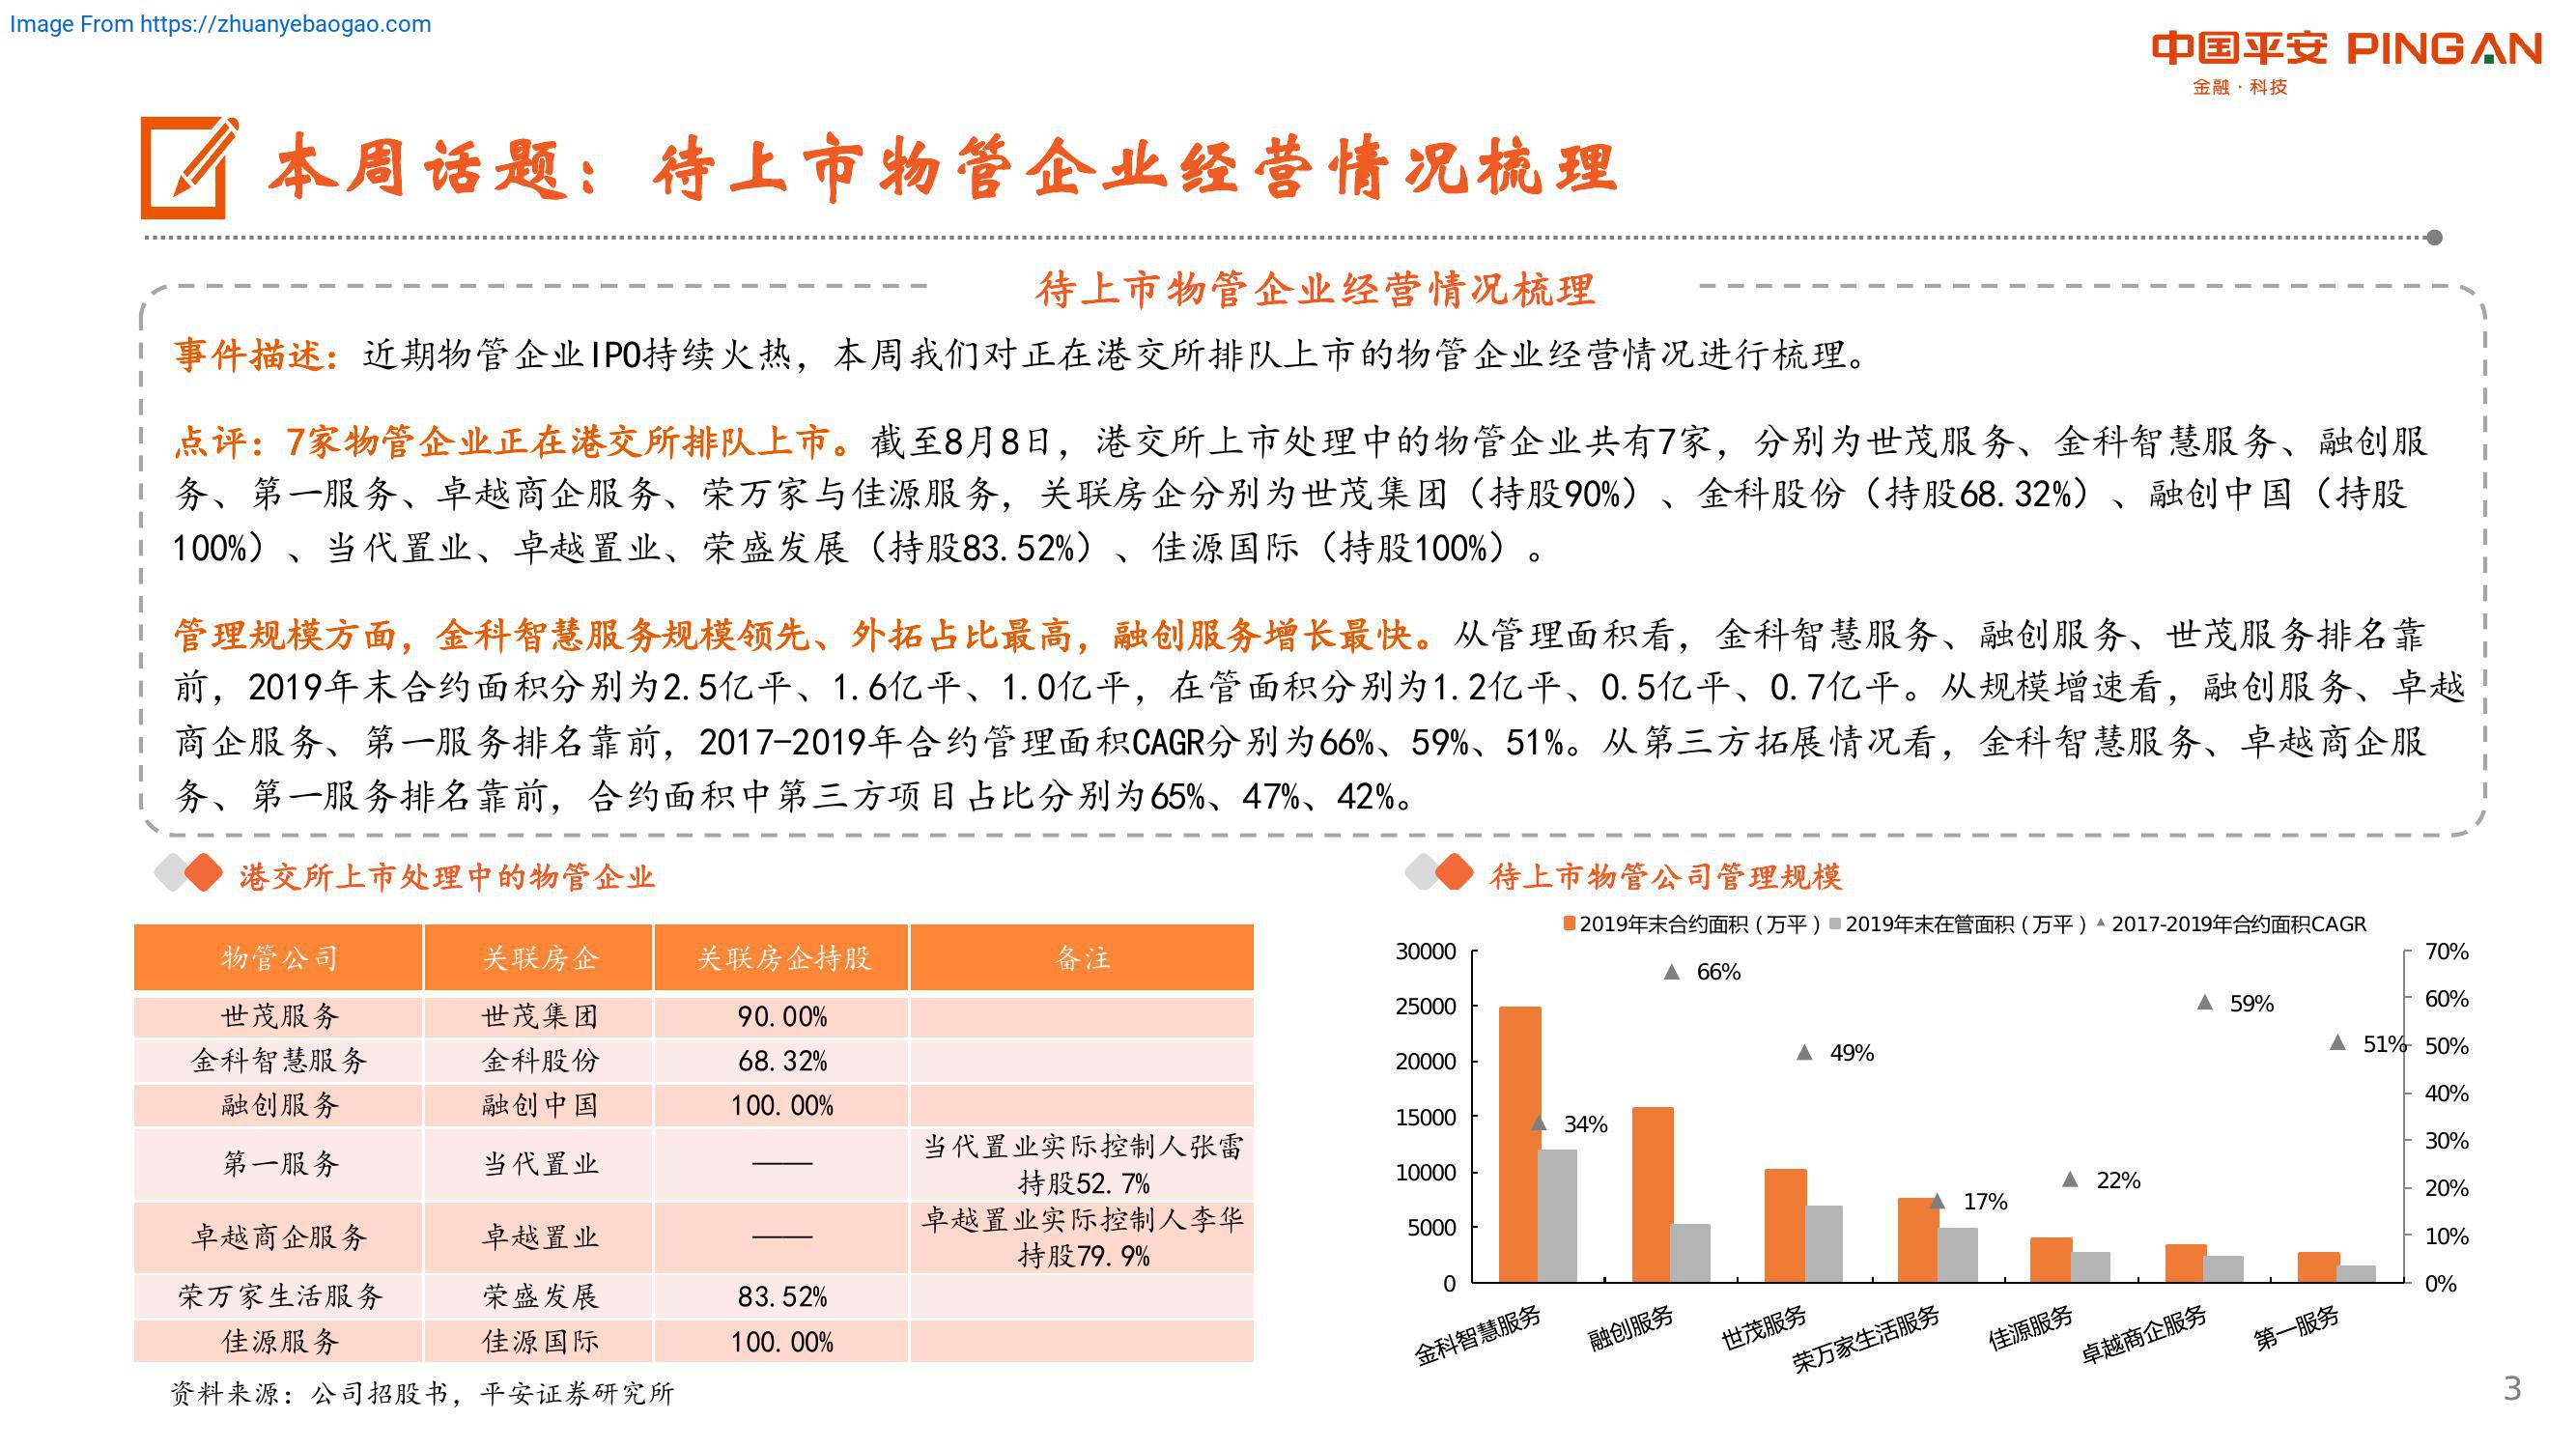 Image From https://zhuanyebaogao.com
中国平安 PINGAN
金融·科技
本周话题：待上市物管企业经营情况梳理
待上市物管企业经营情况梳理
事件描述：近期物管企业IPO持续火热，本周我们对正在港交所排队上市的物管企业经营情况进行梳理。
点评：7家物管企业正在港交所排队上市。截至8月8日，港交所上市处理中的物管企业共有7家，分别为世茂服务、金科智慧服务、融创服
务、第一服务、卓越商企服务、荣万家与佳源服务，关联房企分别为世茂集团（持股90%）、金科股份（持股68.32%）、融创中国（持股
100%）、当代置业、卓越置业、荣盛发展（持股83.52%）、佳源国际（持股100%）。
管理规模方面，金科智慧服务规模领先、外拓占比最高，融创服务增长最快。从管理面积看，金科智慧服务、融创服务、世茂服务排名靠
前，2019年末合约面积分别为2.5亿平、1.6亿平、1.0亿平，在管面积分别为1.2亿平、0.5亿平、0.7亿平。从规模增速看，融创服务、卓越
商企服务、第一服务排名靠前，2017-2019年合约管理面积CAGR分别为66%、59%、51%。从第三方拓展情况看，金科智慧服务、卓越商企服
务、第一服务排名靠前，合约面积中第三方项目占比分别为65%、47%、42%。
港交所上市处理中的物管企业
物管公司 关联房企 关联房企持股 备注
世茂服务 世茂集团 90.00%
金科智慧服务 金科股份 68.32%
融创服务 融创中国 100.00%
第一服务 当代置业 —— 当代置业实际控制人张雷
持股52.7%
卓越商企服务 卓越置业 —— 卓越置业实际控制人李华
持股79.9%
荣万家生活服务 荣盛发展 83.52%
佳源服务 佳源国际 100.00%
资料来源：公司招股书，平安证券研究所
待上市物管公司管理规模
2019年末合约面积（万平） 2019年末在管面积（万平） 2017-2019年合约面积CAGR
30000
25000
20000
15000
10000
5000
0
70%
60%
50%
40%
30%
20%
10%
0%
34%
66%
49%
17%
22%
59%
51%
金科智慧服务
融创服务
世茂服务
荣万家生活服务
佳源服务
卓越商企服务
第一服务
3